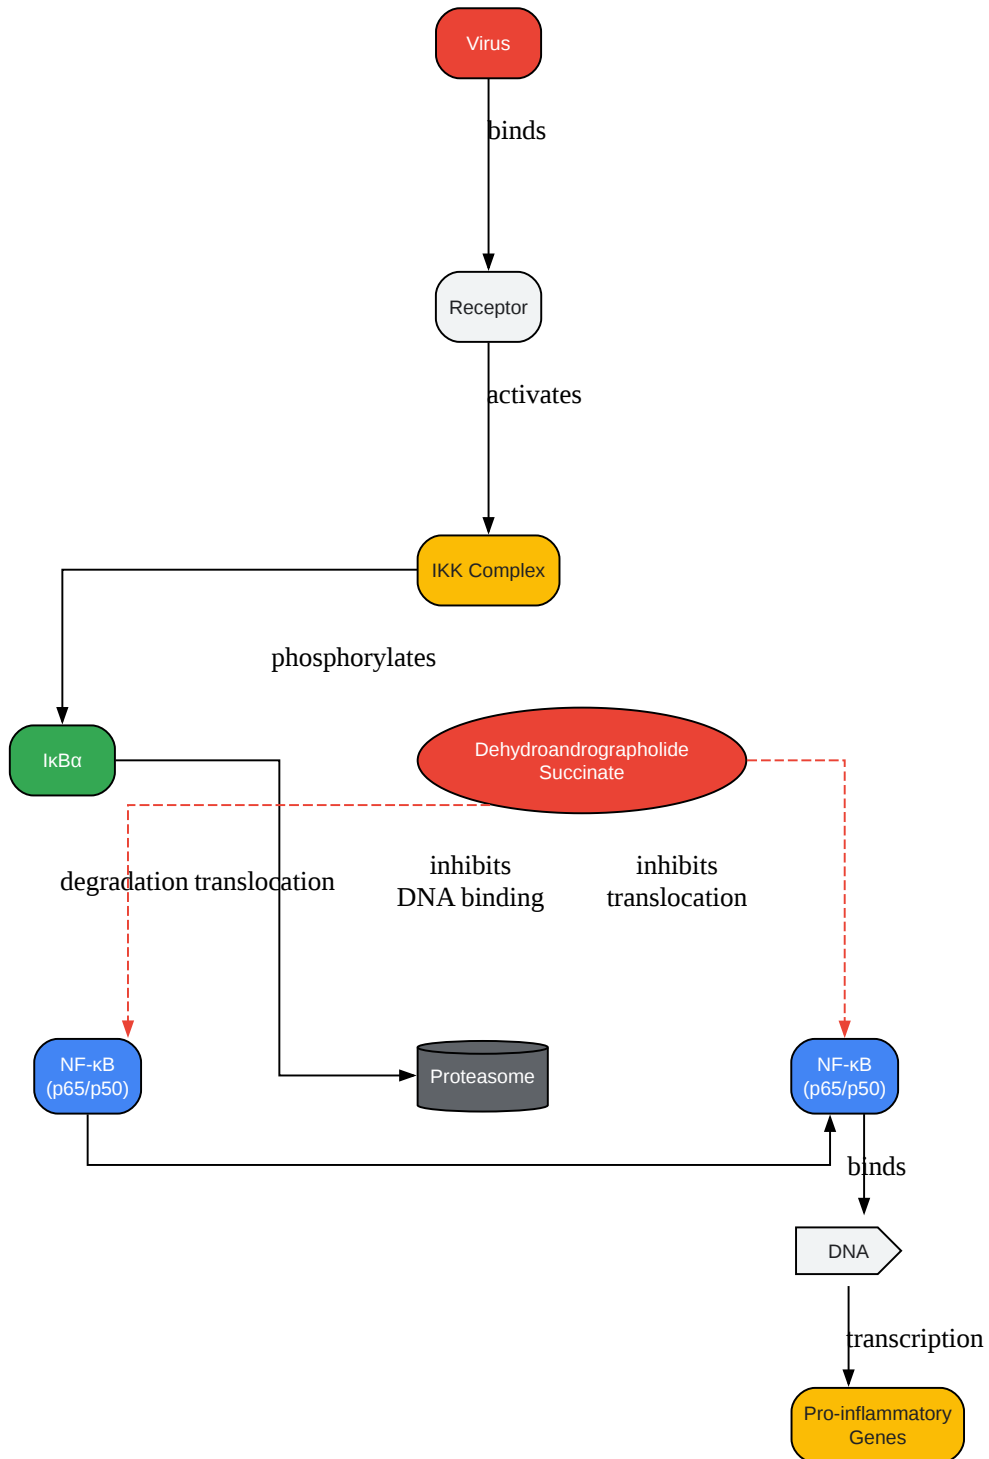 Virus
binds
Receptor
activates
IKK Complex
phosphorylates
IκBα
Dehydroandrographolide
Succinate
degradation
translocation
inhibits
DNA binding
inhibits
translocation
NF-κB
(p65/p50)
Proteasome
NF-κB
(p65/p50)
binds
DNA
transcription
Pro-inflammatory
Genes